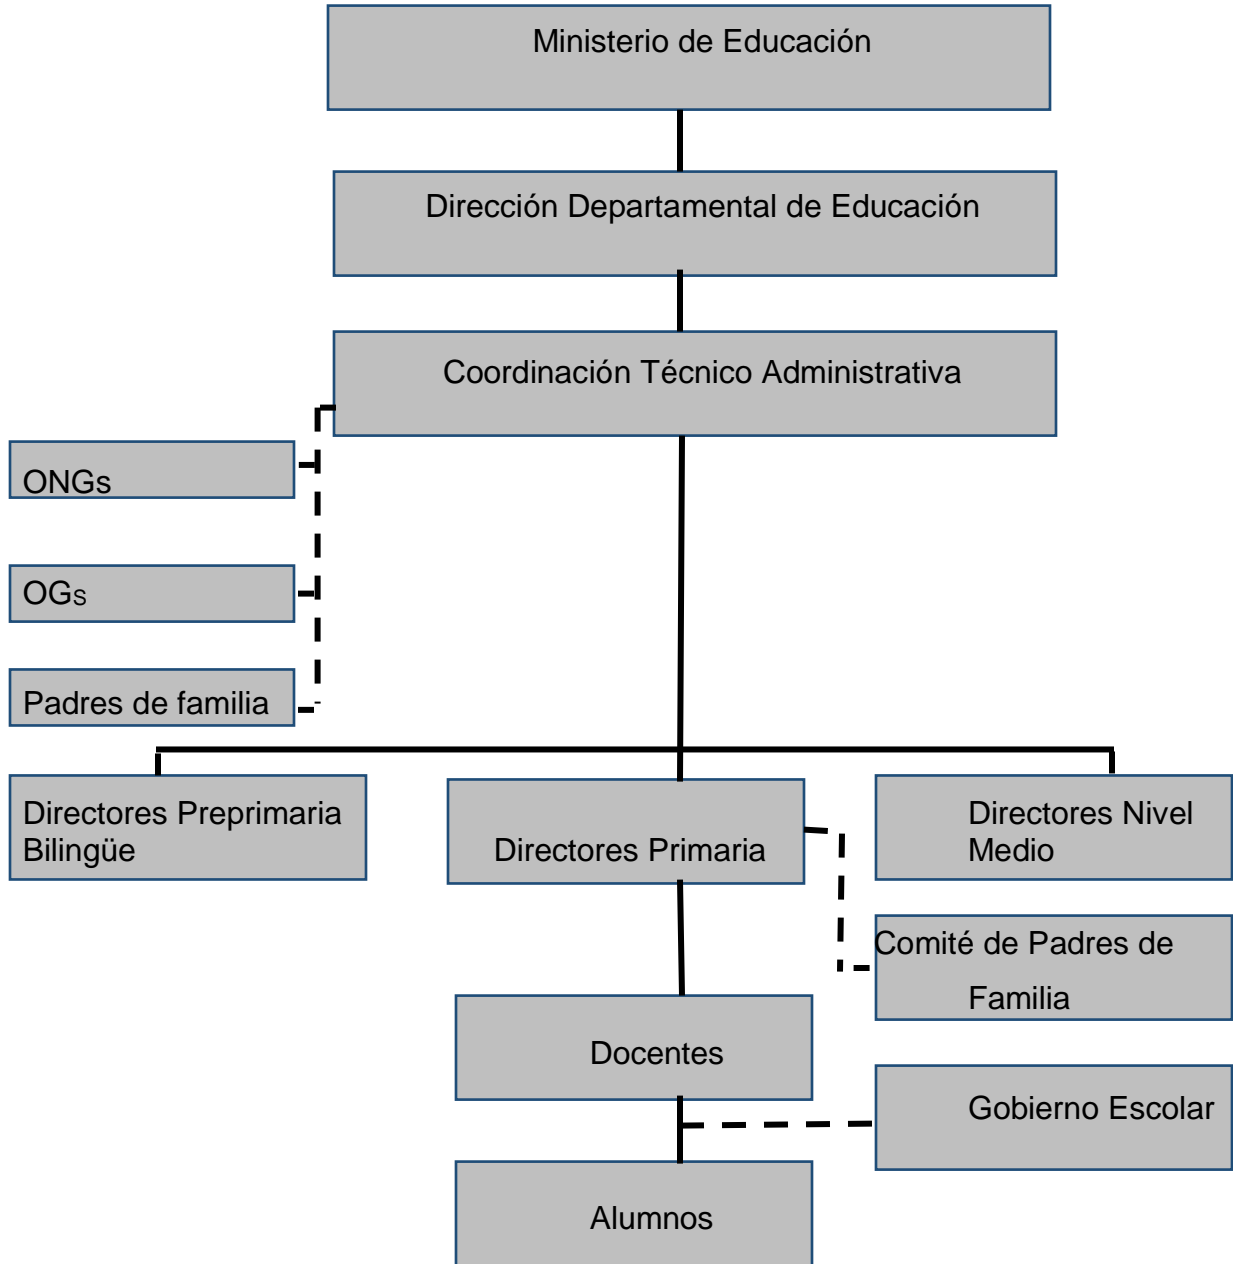 Ministerio de Educación
Dirección Departamental de Educación
Coordinación Técnico Administrativa
ONGs
OGs
Padres de familia
Directores Preprimaria
Bilingüe
Directores Primaria
Directores Nivel
Medio
Comité de Padres de
Familia
Docentes
Gobierno Escolar
Alumnos